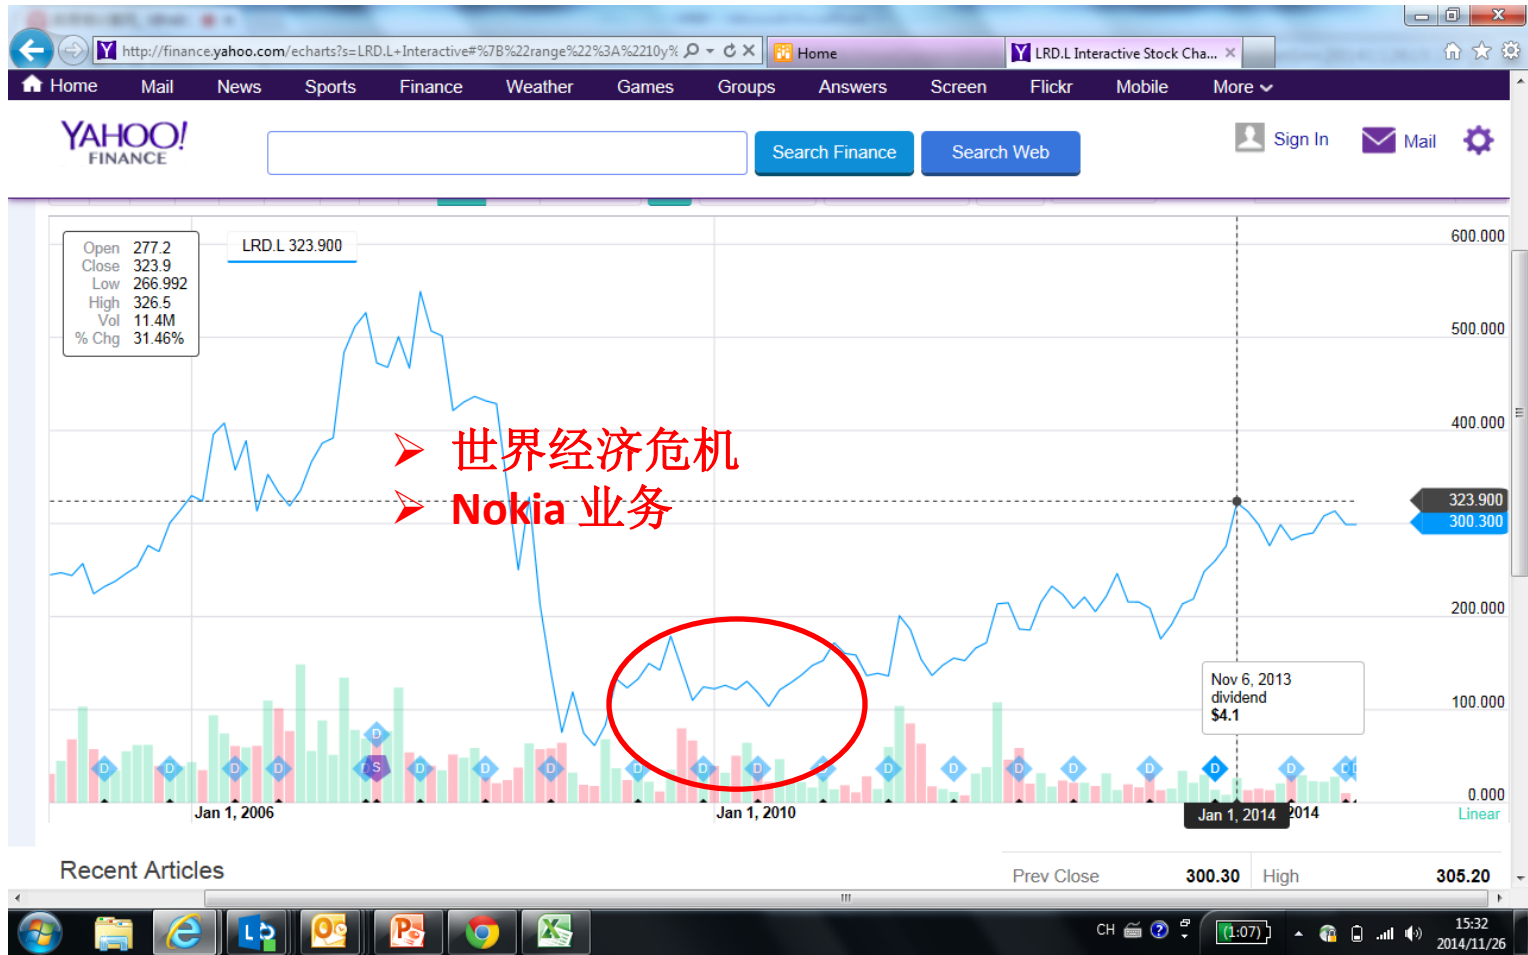 http://finance.yahoo.com/echarts?s=LRD.L+Interactive#%7B%22range%22%3A%2210y%
Home
LRD.L Interactive Stock Cha...
Home Mail News Sports Finance Weather Games Groups Answers Screen Flickr Mobile More
YAHOO!
FINANCE
Search Finance
Search Web
Sign In
Mail
600.000
Open 277.2
Close 323.9
Low 266.992
High 326.5
Vol 11.4M
% Chg 31.46%
LRD.L 323.900
500.000
400.000
世界经济危机
Nokia 业务
323.900
300.300
200.000
Nov 6, 2013
dividend
$4.1
100.000
D
S
D D D D D D D D D D D D D D D D D D D D
0.000
Jan 1, 2006
Jan 1, 2010
Jan 1, 2014
2014
Linear
Recent Articles
Prev Close 300.30 High 305.20
CH
(1:07)
15:32
2014/11/26